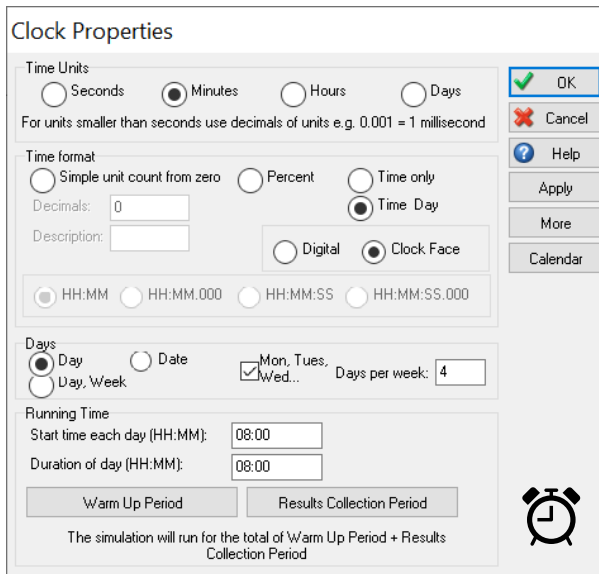 Clock Properties
Time Units
Seconds Minutes Hours Days
For units smaller than seconds use decimals of units e.g. 0.001 = 1 millisecond
OK
Cancel
Help
Apply
More
Calendar
Time format
Simple unit count from zero Percent Time only
Decimals: 0 Time Day
Description:
Digital Clock Face
HH:MM HH:MM.000 HH:MM:SS HH:MM:SS.000
Days
Day Date Mon, Tues,
Wed... Days per week: 4
Day, Week
Running Time
Start time each day (HH:MM): 08:00
Duration of day (HH:MM): 08:00
Warm Up Period Results Collection Period
The simulation will run for the total of Warm Up Period + Results
Collection Period